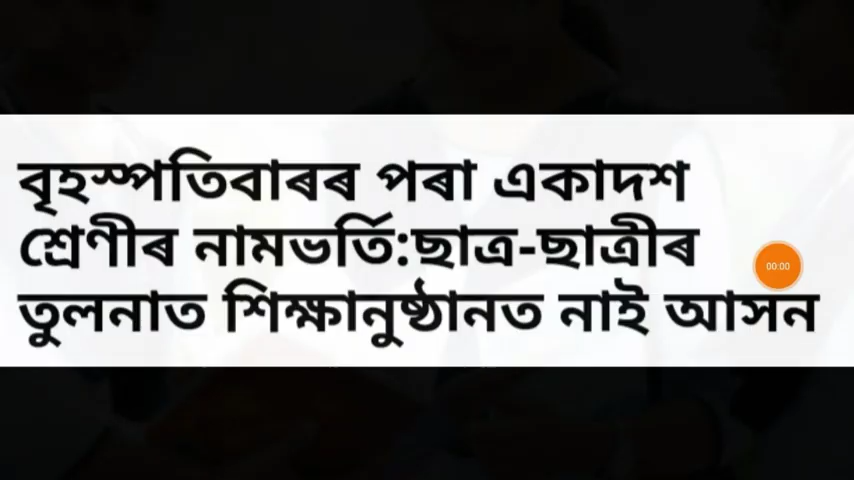 বৃহস্পতিবাৰৰ পৰা একাদশ
শ্ৰেণীৰ নামভৰ্তি:ছাত্ৰ-ছাত্ৰীৰ
00:00
তুলনাত শিক্ষানুষ্ঠানত নাই আসন